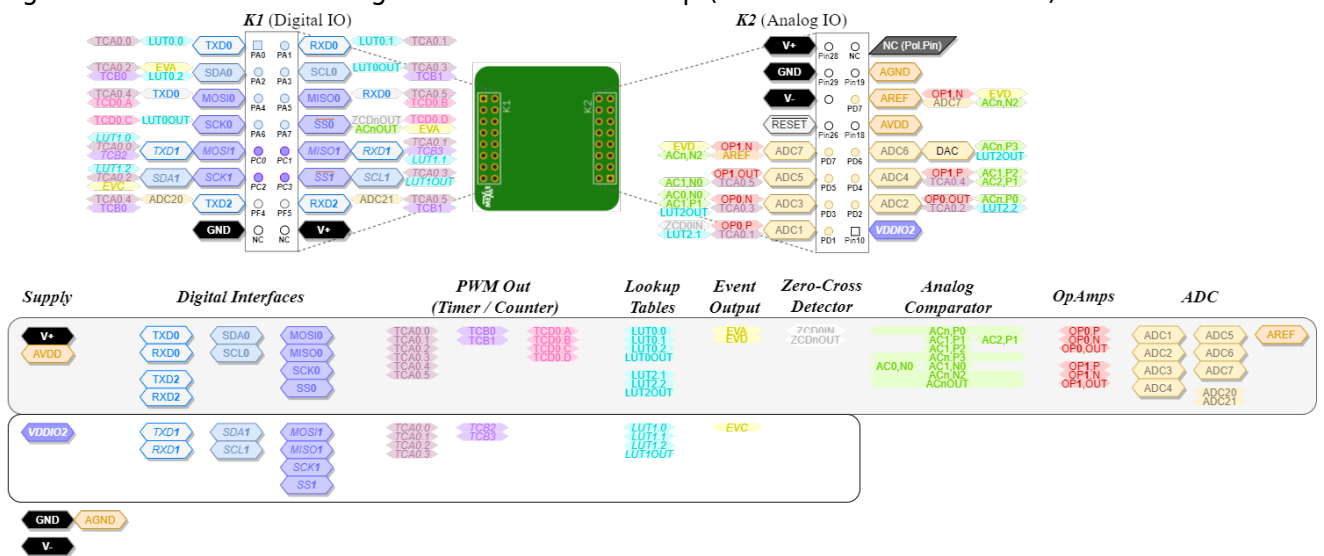 K1 (Digital IO)
K2 (Analog IO)
TCA0.0 LUT0.0 TXD0 PA0 PA1 RXD0 LUT0.1 TCA0.1
TCA0.2 EVA SDA0 PA2 PA3 SCL0 LUT0OUT TCA0.3
TCB0 LUT0.2 TCB1
TCA0.4 TXD0 MOSI0 PA4 PA5 MISO0 RXD0 TCA0.5
TCD0.A TCD0.B
TCD0.C LUT0OUT SCK0 PA6 PA7 SS0 ZCDnOUT TCD0.D
ACnOUT EVA
LUT1.0
TCA0.0 TXD1 MOSI1 PC0 PC1 MISO1 RXD1 TCA0.1
TCB2 TCB3
LUT1.1
LUT1.2
TCA0.2 SDA1 SCK1 PC2 PC3 SS1 SCL1 TCA0.3
EVC LUT1OUT
TCA0.4 ADC20 TXD2 PF4 PF5 RXD2 ADC21 TCA0.5
TCB0 TCB1
GND NC NC V+
K1
K2
V+ Pin28 NC NC (Pol.Pin)
GND Pin29 Pin19 AGND
V- PD7 AREF OP1.N EVD
ADC7 ACn,N2
RESET Pin26 Pin18 AVDD
EVD OP1.N ADC7 PD7 PD6 ADC6 DAC ACn.P3
ACn,N2 AREF LUT2OUT
OP1.OUT ADC5 PD5 PD4 ADC4 OP1.P AC1.P2
AC1,N0 TCA0.5 TCA0.4 AC2,P1
AC0.N0
AC1.P1 OP0.N ADC3 PD3 PD2 ADC2 OP0.OUT ACn.P0
LUT2OUT TCA0.3 TCA0.2 LUT2.2
ZCD0IN OP0.P ADC1 PD1 Pin10 VDDIO2
LUT2.1 TCA0.1
Supply Digital Interfaces PWM Out Lookup Event Zero-Cross Analog OpAmps ADC
(Timer / Counter) Tables Output Detector Comparator
V+ TXD0 SDA0 MOSI0 TCA0.0 TCB0 TCD0.A LUT0.0 EVA ZCD0IN ACn.P0 OP0.P ADC1 ADC5 AREF
AVDD RXD0 SCL0 MISO0 TCA0.1 TCB1 TCD0.B LUT0.1 EVD ZCDnOUT AC1.P1 AC2,P1 OP0.N ADC2 ADC6
TCA0.2 TCD0.C LUT0.2 AC1.P2 OP0,OUT
TCA0.3 TCD0.D LUT0OUT ACn.P3
TXD2 SCK0 TCA0.4 AC0,N0 AC1.N0 OP1.P ADC3 ADC7
RXD2 SS0 TCA0.5 LUT2.1 ACn,N2 OP1.N ADC4 ADC20
LUT2.2 ACnOUT OP1,OUT ADC21
LUT2OUT
VDDIO2 TXD1 SDA1 MOSI1 TCA0.0 TCB2 LUT1.0 EVC
RXD1 SCL1 MISO1 TCA0.1 TCB3 LUT1.1
SCK1 TCA0.2 LUT1.2
SS1 TCA0.3 LUT1OUT
GND AGND
V-